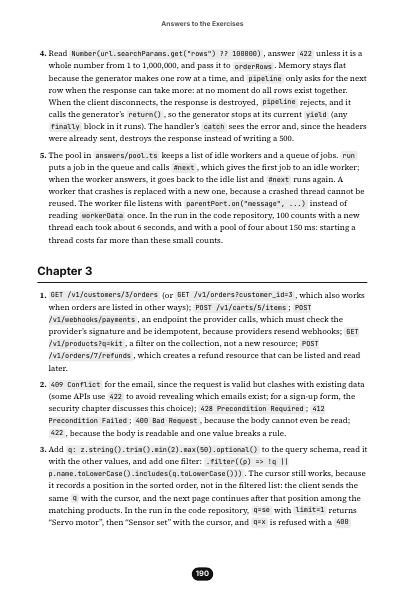 Answers to the Exercises
4. Read Number(url.searchParams.get("rows") ?? 100000), answer 422 unless it is a
whole number from 1 to 1,000,000, and pass it to orderRows. Memory stays flat
because the generator makes one row at a time, and pipeline only asks for the next
row when the response can take more: at no moment do all rows exist together.
When the client disconnects, the response is destroyed, pipeline rejects, and it
calls the generator's return(), so the generator stops at its current yield (any
finally block in it runs). The handler's catch sees the error and, since the headers
were already sent, destroys the response instead of writing a 500.
5. The pool in answers/pool.ts keeps a list of idle workers and a queue of jobs. run
puts a job in the queue and calls #next, which gives the first job to an idle worker;
when the worker answers, it goes back to the idle list and #next runs again. A
worker that crashes is replaced with a new one, because a crashed thread cannot be
reused. The worker file listens with parentPort.on("message", ...) instead of
reading workerData once. In the run in the code repository, 100 counts with a new
thread each took about 6 seconds, and with a pool of four about 150 ms: starting a
thread costs far more than these small counts.
Chapter 3
1. GET /v1/customers/3/orders (or GET /v1/orders?customer_id=3, which also works
when orders are listed in other ways); POST /v1/carts/5/items; POST
/v1/webhooks/payments, an endpoint the provider calls, which must check the
provider's signature and be idempotent, because providers resend webhooks; GET
/v1/products?q=kit, a filter on the collection, not a new resource; POST
/v1/orders/7/refunds, which creates a refund resource that can be listed and read
later.
2. 409 Conflict for the email, since the request is valid but clashes with existing data
(some APIs use 422 to avoid revealing which emails exist; for a sign-up form, the
security chapter discusses this choice); 428 Precondition Required; 412
Precondition Failed; 400 Bad Request, because the body cannot even be read;
422, because the body is readable and one value breaks a rule.
3. Add q: z.string().trim().min(2).max(50).optional() to the query schema, read it
with the other values, and add one filter: .filter((p) => !q ||
p.name.toLowerCase().includes(q.toLowerCase())). The cursor still works, because
it records a position in the sorted order, not in the filtered list: the client sends the
same q with the cursor, and the next page continues after that position among the
matching products. In the run in the code repository, q=se with limit=1 returns
"Servo motor", then "Sensor set" with the cursor, and q=x is refused with a 400
190